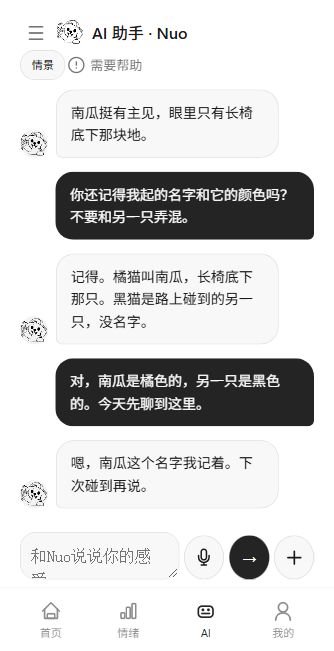 AI 助手 · Nuo
情景
需要帮助
南瓜挺有主见，眼里只有长椅
底下那块地。
你还记得我起的名字和它的颜色吗？
不要和另一只弄混。
记得。橘猫叫南瓜，长椅底下
那只。黑猫是路上碰到的另一
只，没名字。
对，南瓜是橘色的，另一只是黑色
的。今天先聊到这里。
嗯，南瓜这个名字我记着。下
次碰到再说。
和Nuo说说你的感
受
首页
情绪
AI
我的